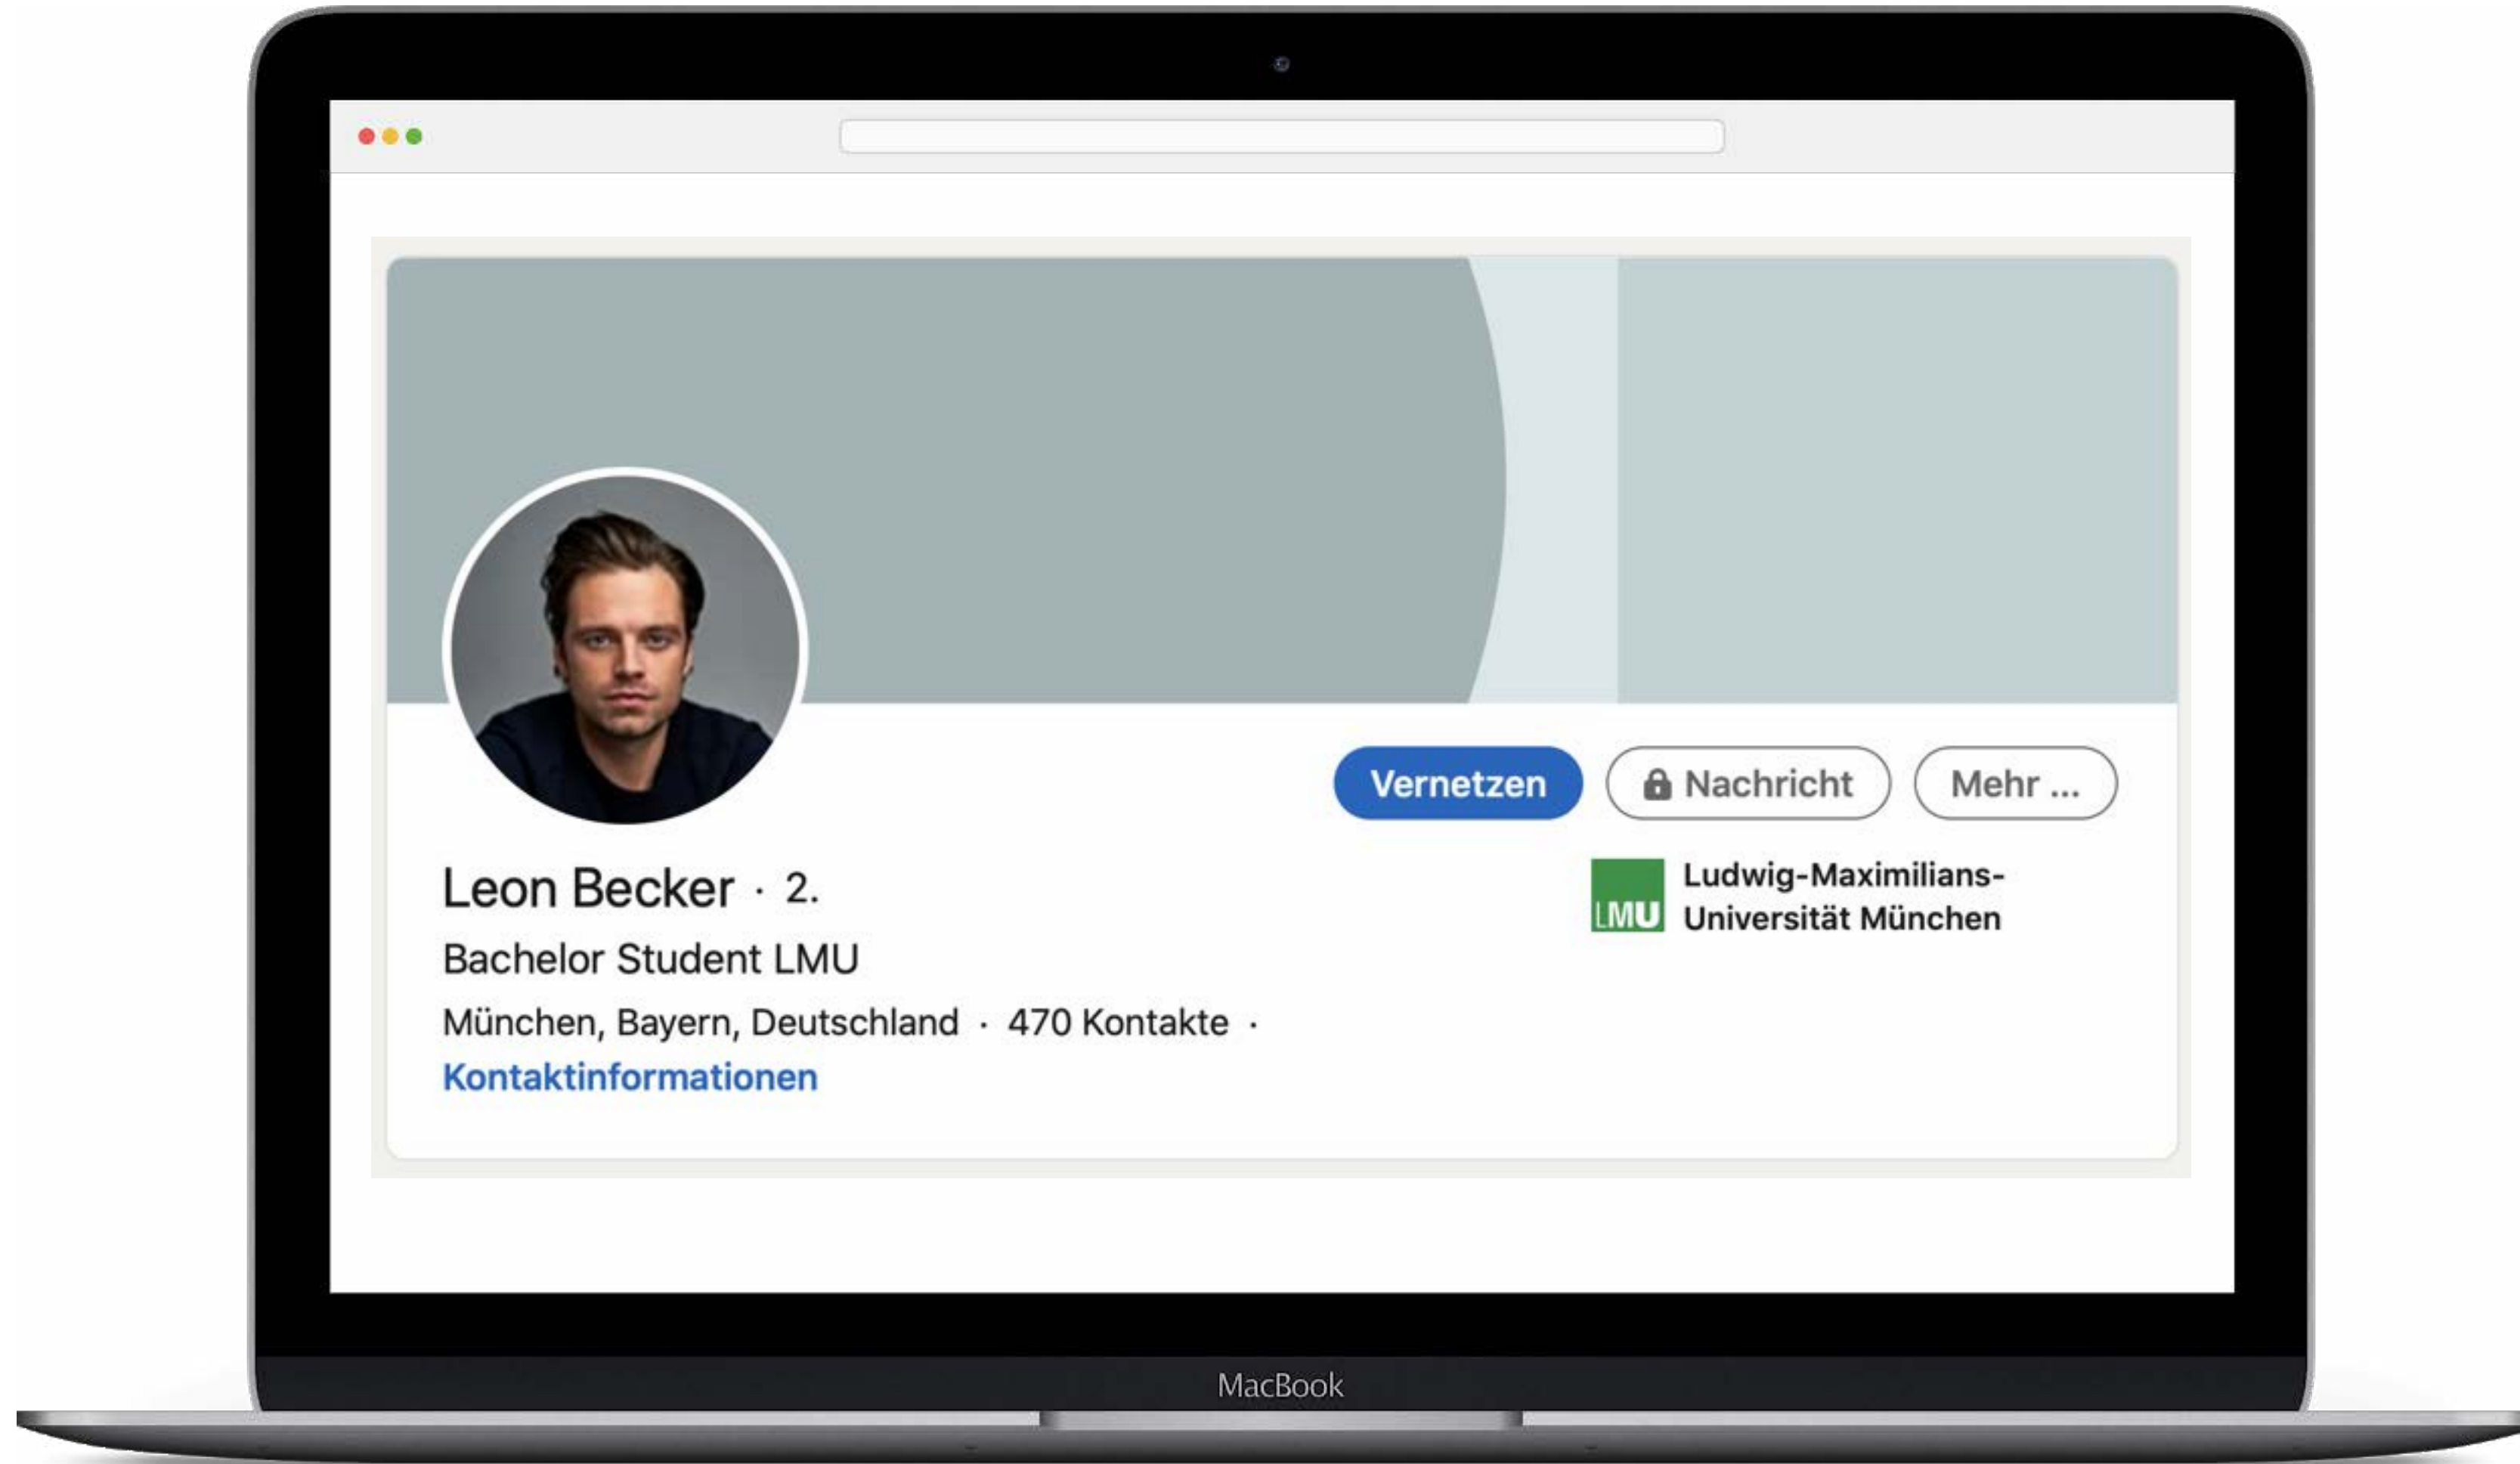 Vernetzen
Nachricht
Mehr ...
Leon Becker · 2.
LMU
Ludwig-Maximilians-
Universität München
Bachelor Student LMU
München, Bayern, Deutschland · 470 Kontakte ·
Kontaktinformationen
MacBook